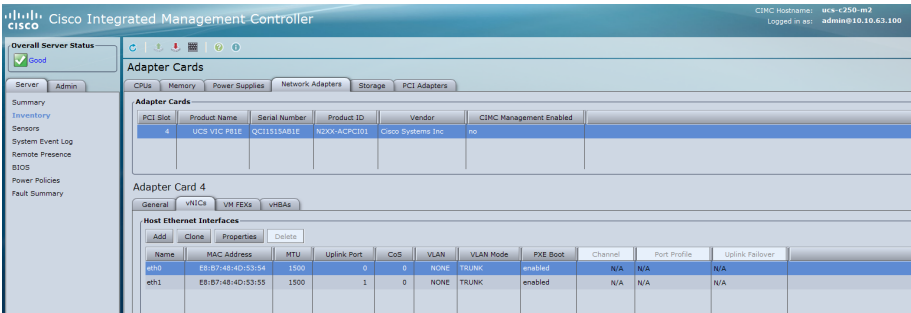 CIMC Hostname: ucs-c250-m2
cisco Cisco Integrated Management Controller
Logged in as: admin@10.10.63.100
Overall Server Status
Good
Server Admin
Summary
Inventory
Sensors
System Event Log
Remote Presence
BIOS
Power Policies
Fault Summary
Adapter Cards
CPUs Memory Power Supplies Network Adapters Storage PCI Adapters
Adapter Cards
PCI Slot Product Name Serial Number Product ID Vendor CIMC Management Enabled
4 UCS VIC P81E QCI1515AB1E N2XX-ACPCI01 Cisco Systems Inc no
Adapter Card 4
General vNICs VM FEXs vHBAs
Host Ethernet Interfaces
Add Clone Properties Delete
Name MAC Address MTU Uplink Port CoS VLAN VLAN Mode PXE Boot Channel Port Profile Uplink Failover
eth0 E8:B7:48:4D:53:54 1500 0 0 NONE TRUNK enabled N/A N/A N/A
eth1 E8:B7:48:4D:53:55 1500 1 0 NONE TRUNK enabled N/A N/A N/A